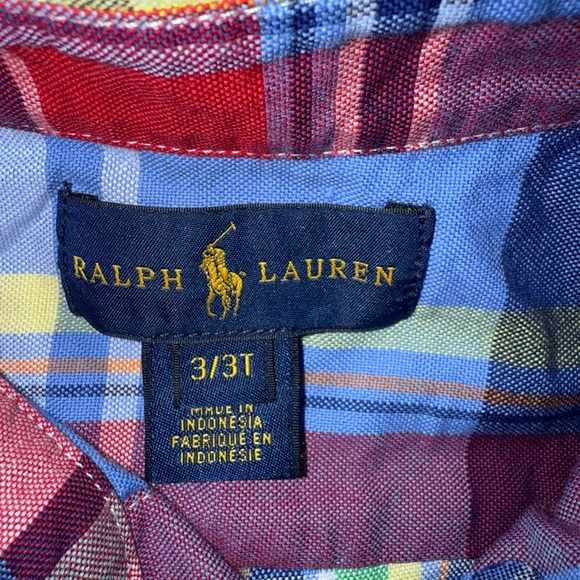 RALPH LAUREN
3/3T
MADE IN
INDONESIA
FABRIQUÉ EN
INDONÉSIE